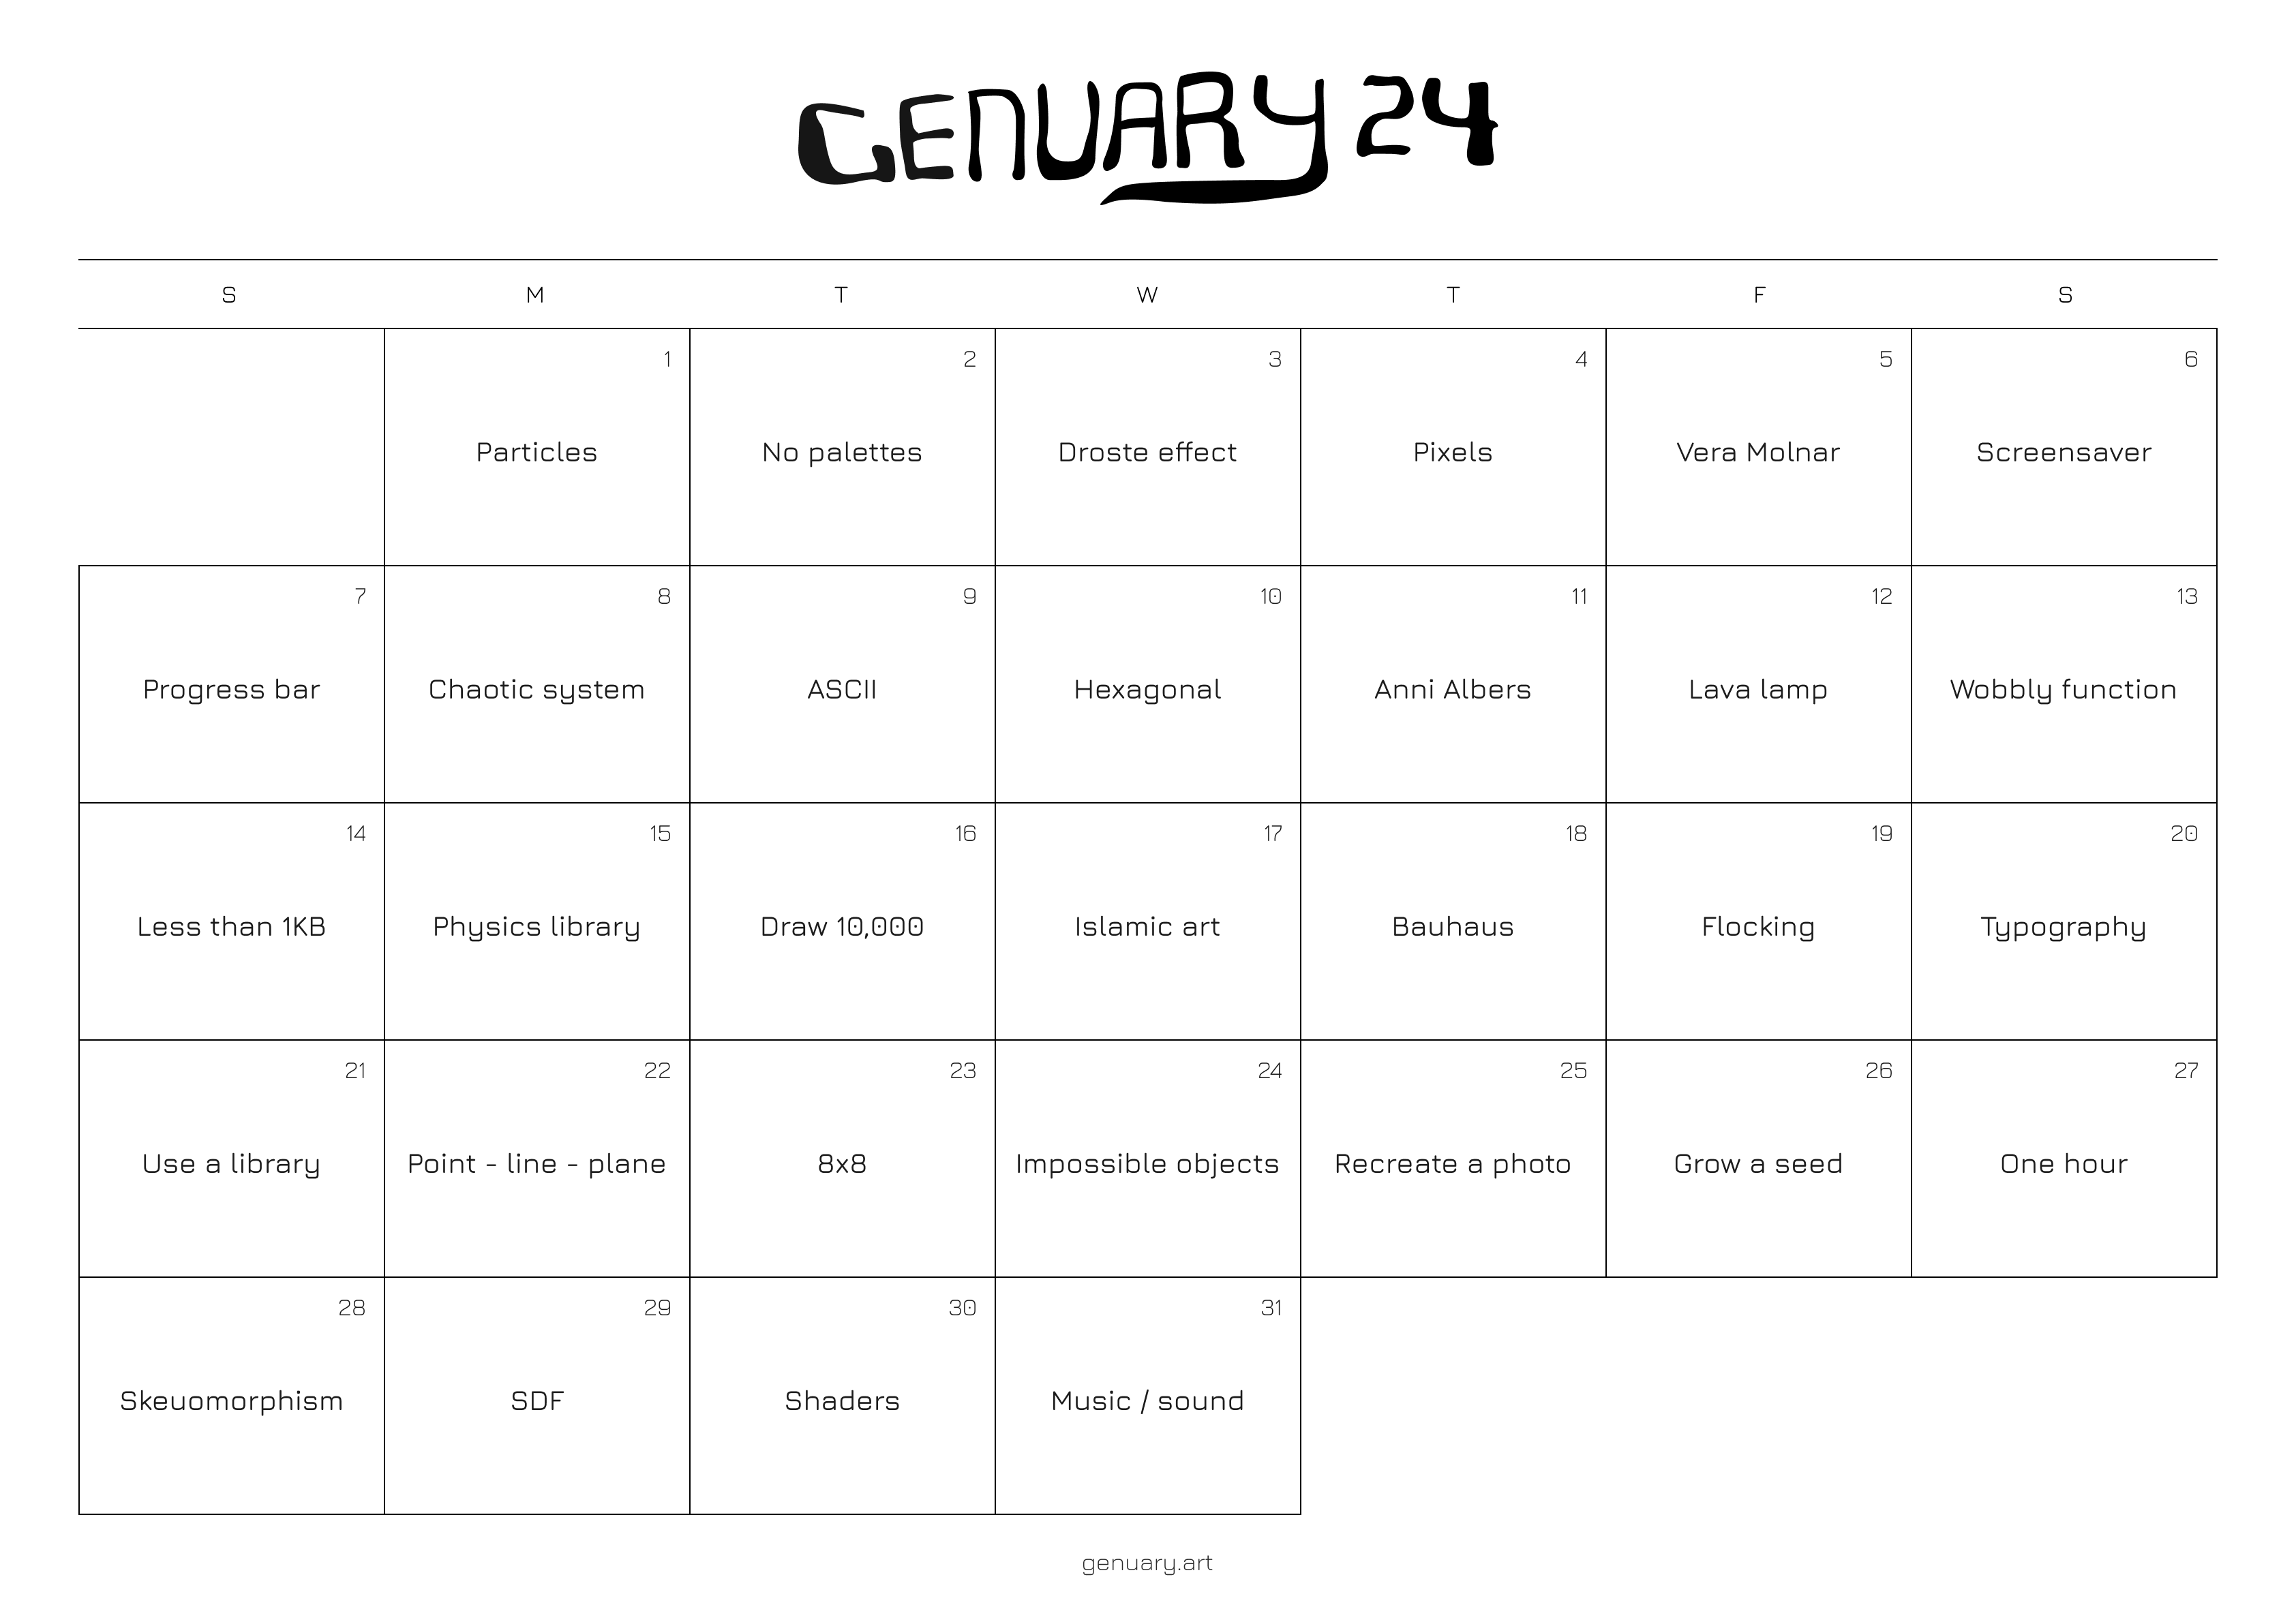 GENUARY 24
S M T W T F S
1 2 3 4 5 6
Particles No palettes Droste effect Pixels Vera Molnar Screensaver
7 8 9 10 11 12 13
Progress bar Chaotic system ASCII Hexagonal Anni Albers Lava lamp Wobbly function
14 15 16 17 18 19 20
Less than 1KB Physics library Draw 10,000 Islamic art Bauhaus Flocking Typography
21 22 23 24 25 26 27
Use a library Point - line - plane 8x8 Impossible objects Recreate a photo Grow a seed One hour
28 29 30 31
Skeuomorphism SDF Shaders Music / sound
genuary.art